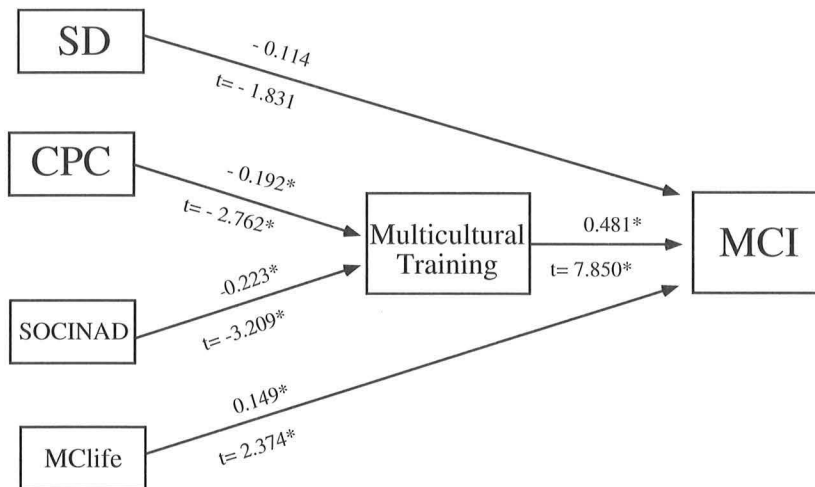 SD
- 0.114
t= - 1.831
CPC
- 0.192*
t= - 2.762*
Multicultural
Training
0.481*
t= 7.850*
MCI
-0.223*
SOCINAD
t= -3.209*
0.149*
MClife
t= 2.374*